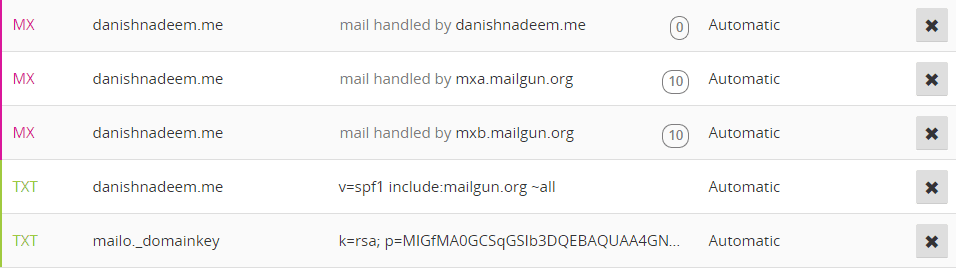 MX danishnadeem.me mail handled by danishnadeem.me 0 Automatic
MX danishnadeem.me mail handled by mxa.mailgun.org 10 Automatic
MX danishnadeem.me mail handled by mxb.mailgun.org 10 Automatic
TXT danishnadeem.me v=spf1 include:mailgun.org ~all Automatic
TXT mailo._domainkey k=rsa; p=MIGfMA0GCSqGSIb3DQEBAQUAA4GN... Automatic